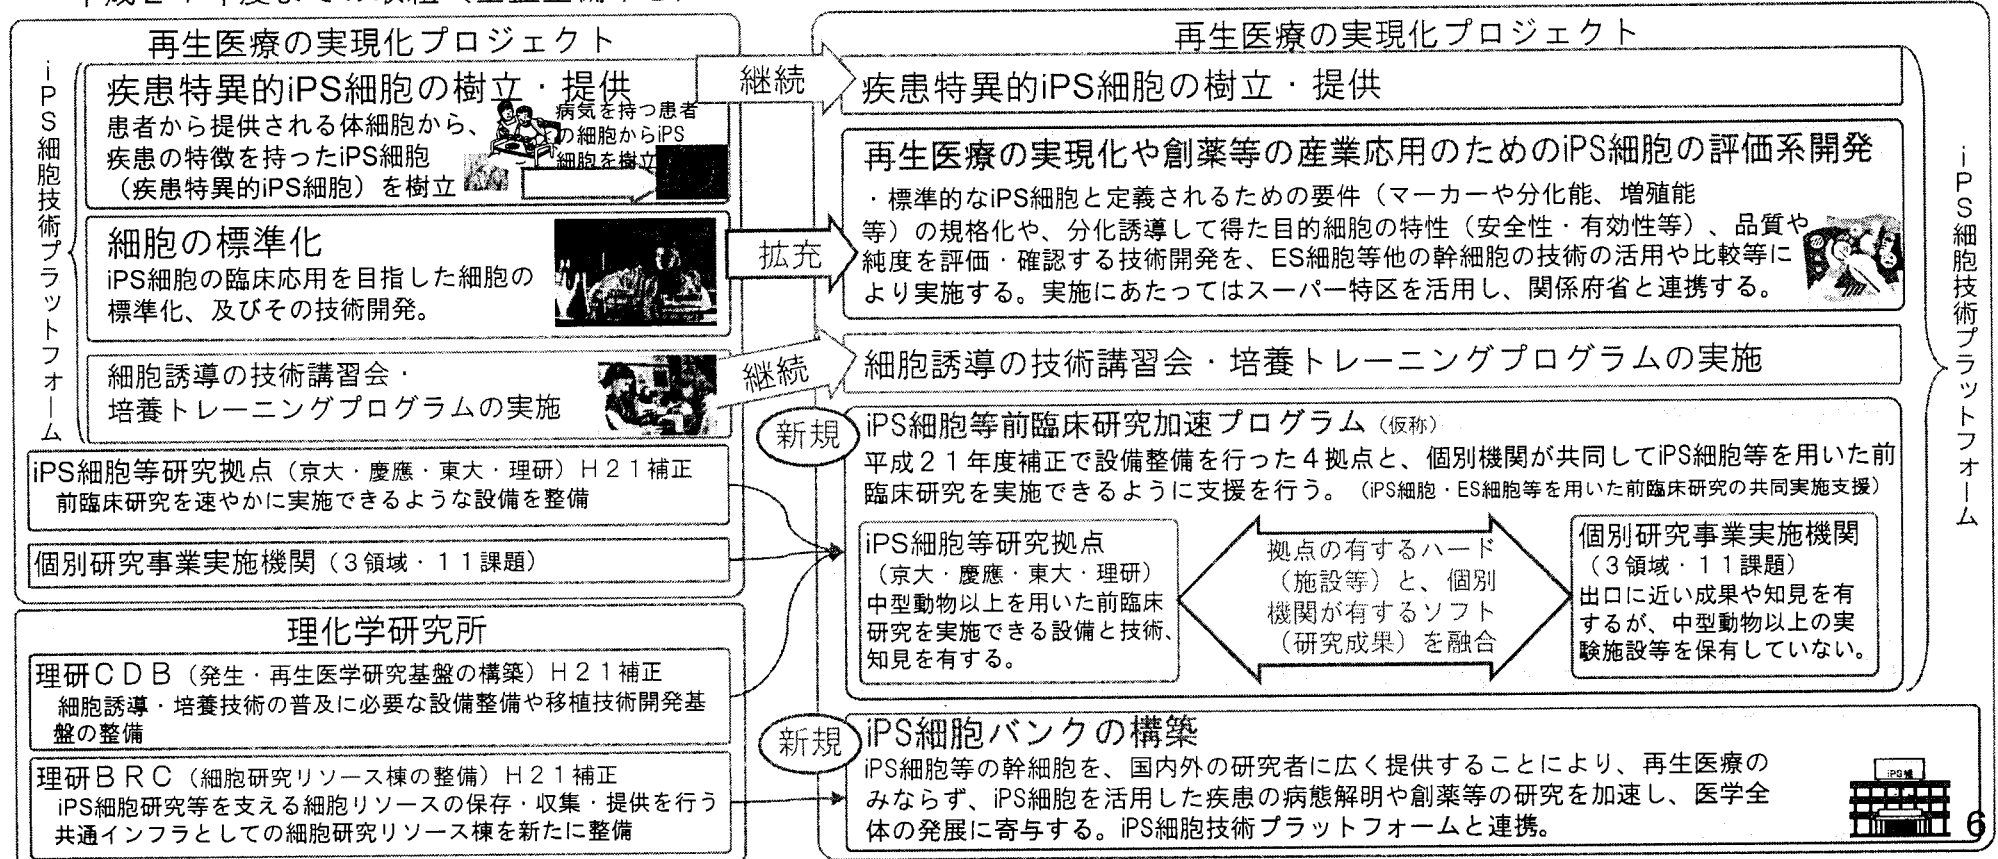 再生医療の実現化プロジェクト
iPS細胞技術プラットフォーム
疾患特異的iPS細胞の樹立・提供
患者から提供される体細胞から、
疾患の特徴を持ったiPS細胞
（疾患特異的iPS細胞）を樹立
病気を持つ患者
の細胞からiPS
細胞を樹立
細胞の標準化
iPS細胞の臨床応用を目指した細胞の
標準化、及びその技術開発。
細胞誘導の技術講習会・
培養トレーニングプログラムの実施
iPS細胞等研究拠点（京大・慶應・東大・理研）H21補正
前臨床研究を速やかに実施できるような設備を整備
個別研究事業実施機関（3領域・11課題）
理化学研究所
理研CDB（発生・再生医学研究基盤の構築）H21補正
細胞誘導・培養技術の普及に必要な設備整備や移植技術開発基
盤の整備
理研BRC（細胞研究リソース棟の整備）H21補正
iPS細胞研究等を支える細胞リソースの保存・収集・提供を行う
共通インフラとしての細胞研究リソース棟を新たに整備
継続
拡充
継続
新規
新規
再生医療の実現化プロジェクト
疾患特異的iPS細胞の樹立・提供
再生医療の実現化や創薬等の産業応用のためのiPS細胞の評価系開発
・標準的なiPS細胞と定義されるための要件（マーカーや分化能、増殖能
等）の規格化や、分化誘導して得た目的細胞の特性（安全性・有効性等）、品質や
純度を評価・確認する技術開発を、ES細胞等他の幹細胞の技術の活用や比較等に
より実施する。実施にあたってはスーパー特区を活用し、関係府省と連携する。
細胞誘導の技術講習会・培養トレーニングプログラムの実施
iPS細胞等前臨床研究加速プログラム（仮称）
平成21年度補正で設備整備を行った4拠点と、個別機関が共同してiPS細胞等を用いた前
臨床研究を実施できるように支援を行う。（iPS細胞・ES細胞等を用いた前臨床研究の共同実施支援）
iPS細胞等研究拠点
（京大・慶應・東大・理研）
中型動物以上を用いた前臨床
研究を実施できる設備と技術、
知見を有する。
拠点の有するハード
（施設等）と、個別
機関が有するソフト
（研究成果）を融合
個別研究事業実施機関
（3領域・11課題）
出口に近い成果や知見を有
するが、中型動物以上の実
験施設等を保有していない。
iPS細胞バンクの構築
iPS細胞等の幹細胞を、国内外の研究者に広く提供することにより、再生医療の
みならず、iPS細胞を活用した疾患の病態解明や創薬等の研究を加速し、医学全
体の発展に寄与する。iPS細胞技術プラットフォームと連携。
iPS細胞技術プラットフォーム
6